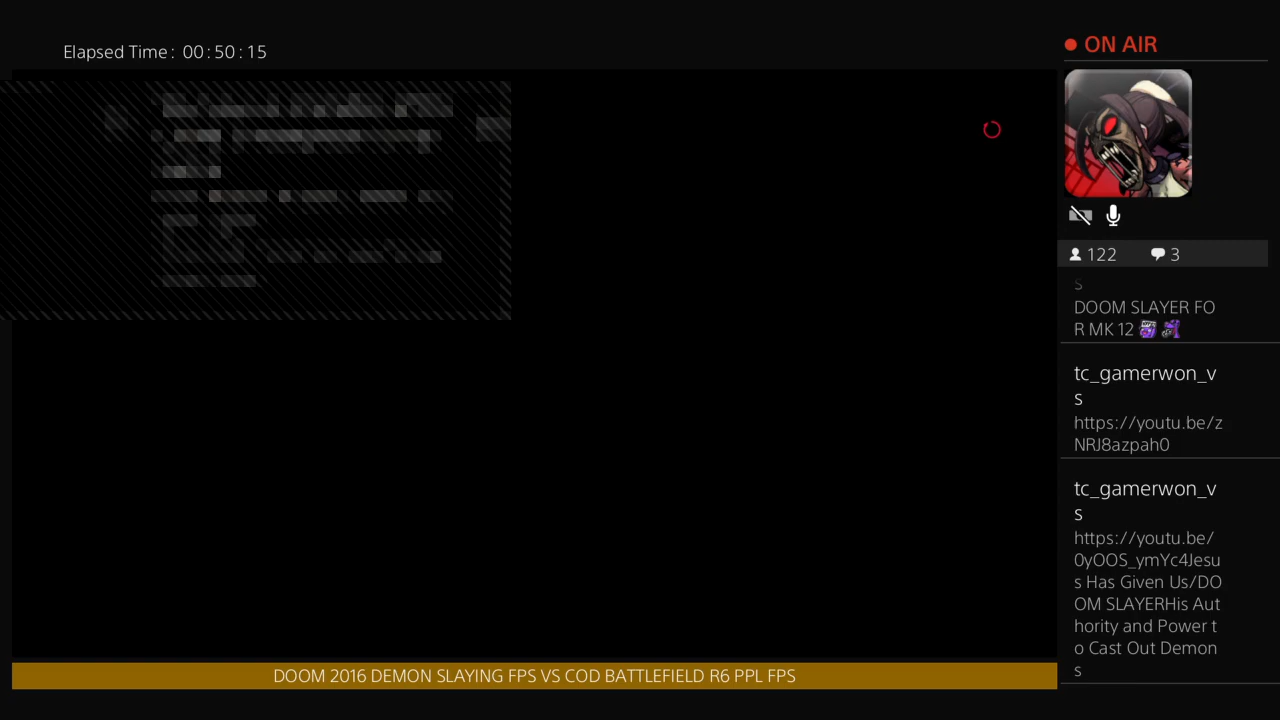 Elapsed Time: 00:50:15
ON AIR
122
3
s
DOOM SLAYER FO
R MK 12
tc_gamerwon_v
s
https://youtu.be/z
NRJ8azpah0
tc_gamerwon_v
s
https://youtu.be/
0yOOS_ymYc4Jesu
s Has Given Us/DO
OM SLAYERHis Aut
hority and Power t
o Cast Out Demon
s
DOOM 2016 DEMON SLAYING FPS VS COD BATTLEFIELD R6 PPL FPS